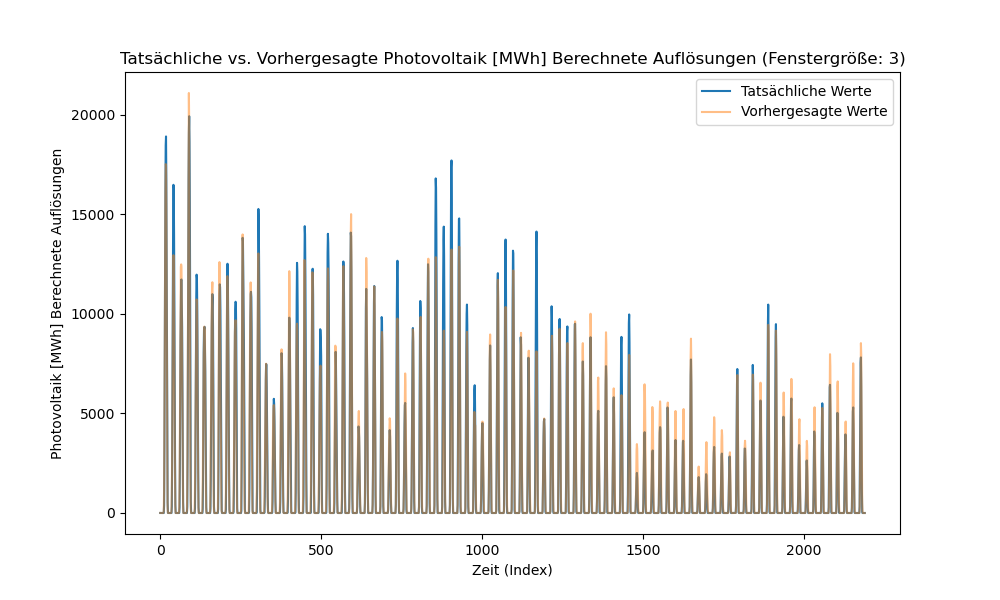 Tatsächliche vs. Vorhergesagte Photovoltaik [MWh] Berechnete Auflösungen (Fenstergröße: 3)
Tatsächliche Werte
Vorhergesagte Werte
Photovoltaik [MWh] Berechnete Auflösungen
20000
15000
10000
5000
0
0 500 1000 1500 2000
Zeit (Index)